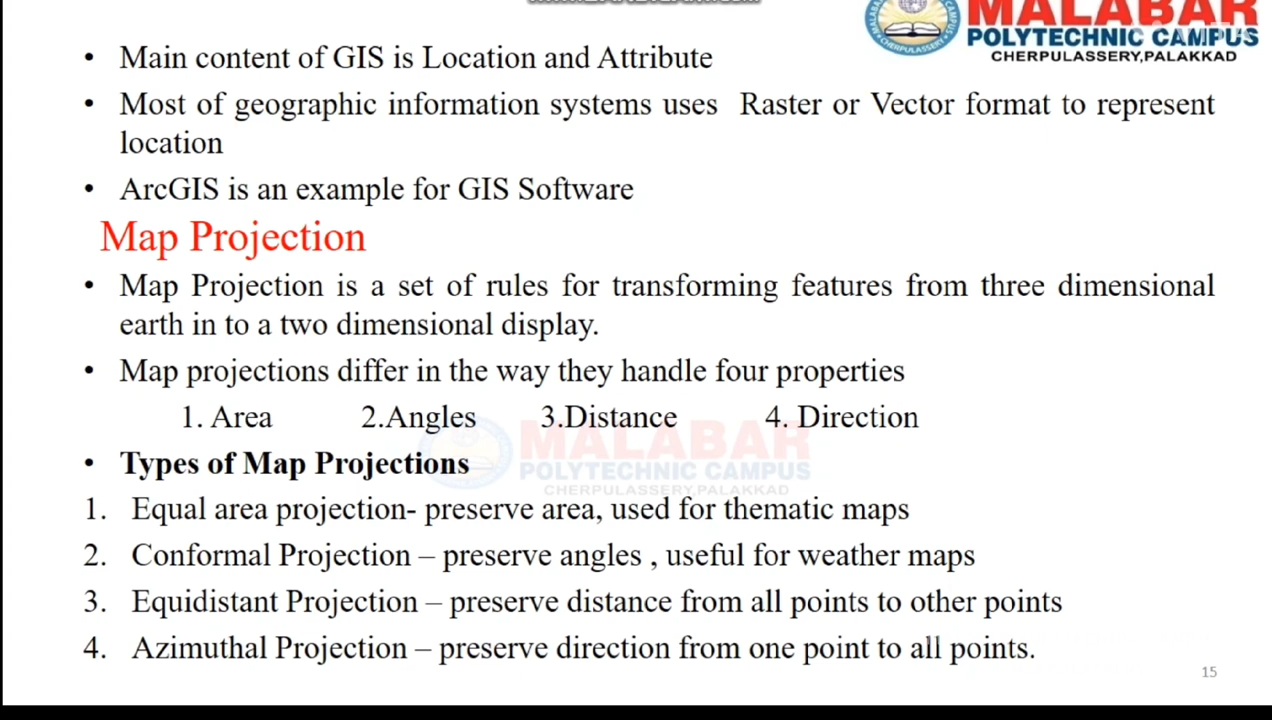 MALABAR
POLYTECHNIC CAMPUS
CHERPULASSERY,PALAKKAD
• Main content of GIS is Location and Attribute
• Most of geographic information systems uses Raster or Vector format to represent
location
• ArcGIS is an example for GIS Software
Map Projection
• Map Projection is a set of rules for transforming features from three dimensional
earth in to a two dimensional display.
• Map projections differ in the way they handle four properties
1. Area 2.Angles 3.Distance 4. Direction
MALABAR
POLYTECHNIC CAMPUS
CHERPULASSERY,PALAKKAD
• Types of Map Projections
1. Equal area projection- preserve area, used for thematic maps
2. Conformal Projection – preserve angles , useful for weather maps
3. Equidistant Projection – preserve distance from all points to other points
4. Azimuthal Projection – preserve direction from one point to all points.
15